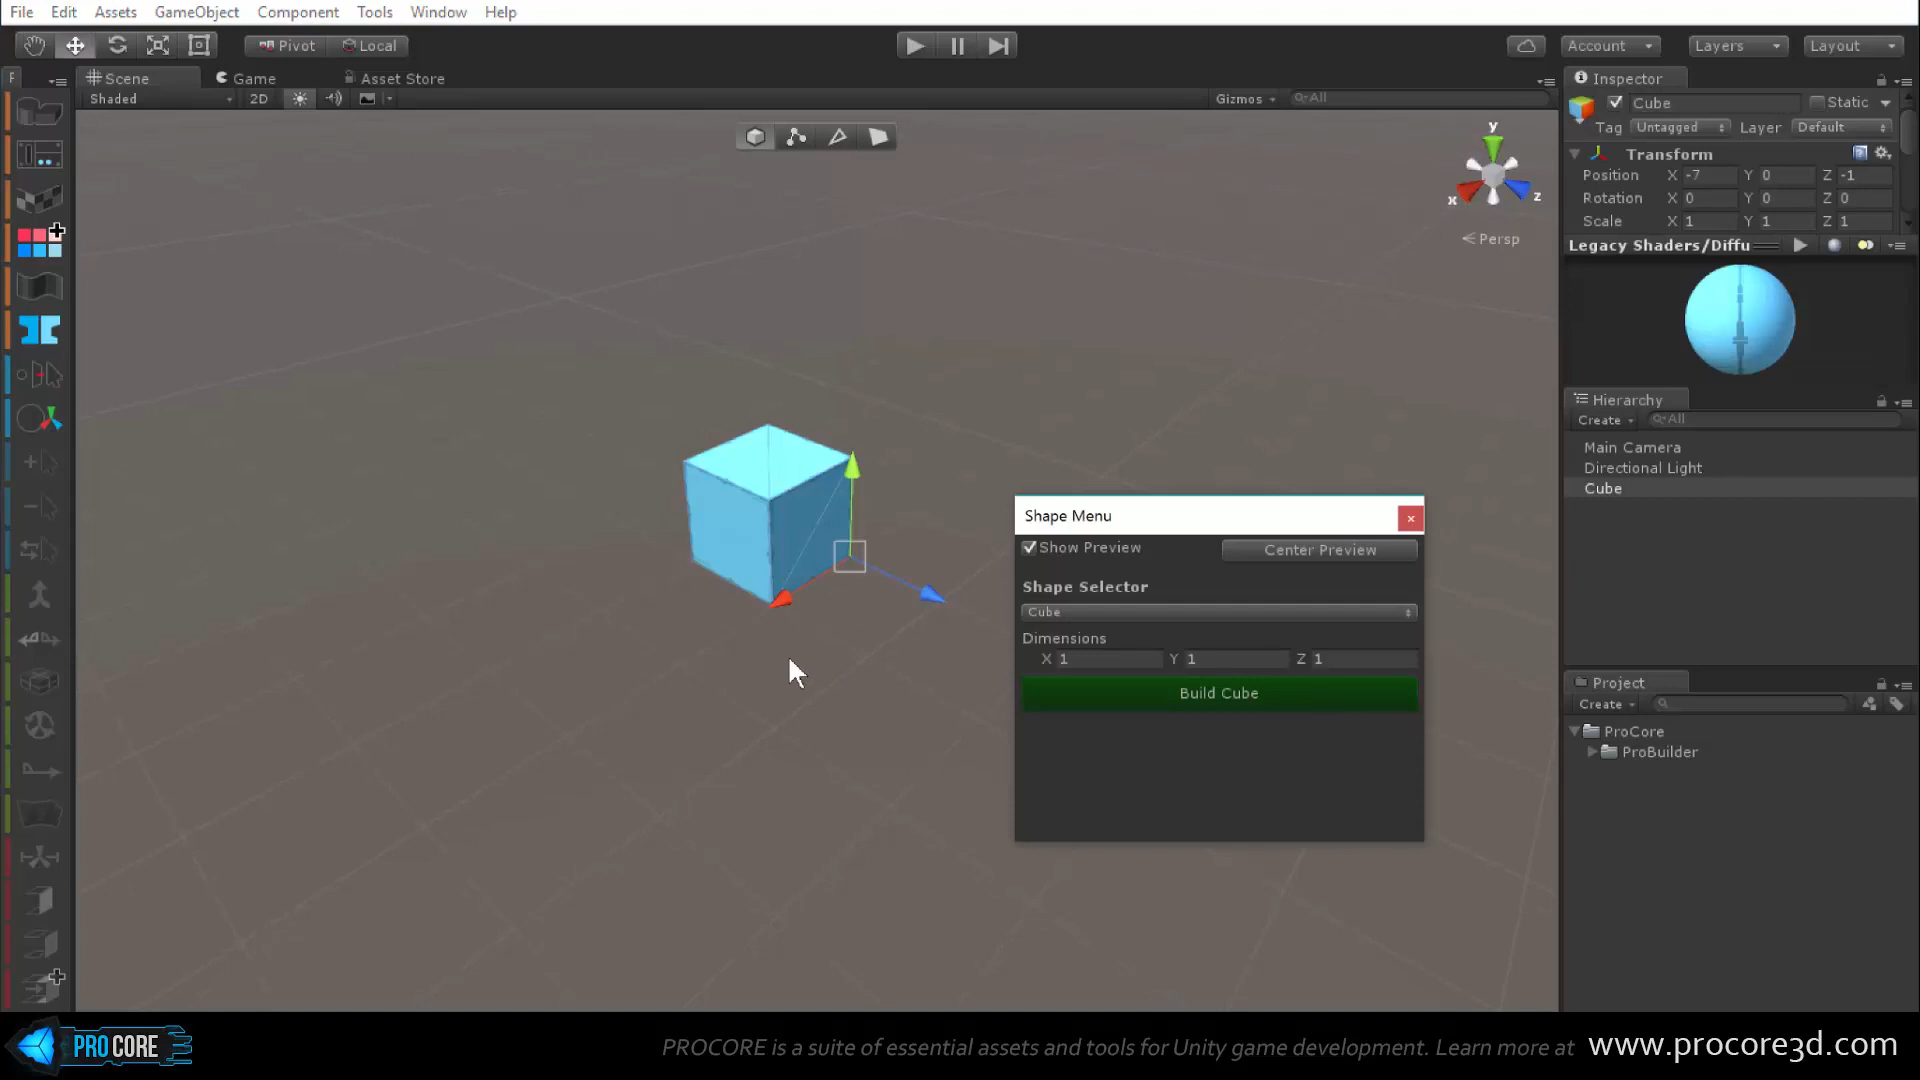 File Edit Assets GameObject Component Tools Window Help
Pivot Local Account Layers Layout
F Scene Game Asset Store Inspector
Shaded 2D Gizmos All
Cube Static
Tag Untagged Layer Default
Transform
Position X -7 Y 0 Z -1
Rotation X 0 Y 0 Z 0
Scale X 1 Y 1 Z 1
Legacy Shaders/Diffu
y
x z
Persp
Hierarchy
Create All
Main Camera
Directional Light
Cube
Shape Menu
Show Preview Center Preview
Shape Selector
Cube
Dimensions
X 1 Y 1 Z 1
Build Cube
Project
Create
ProCore
ProBuilder
PROCORE
PROCORE is a suite of essential assets and tools for Unity game development. Learn more at www.procore3d.com